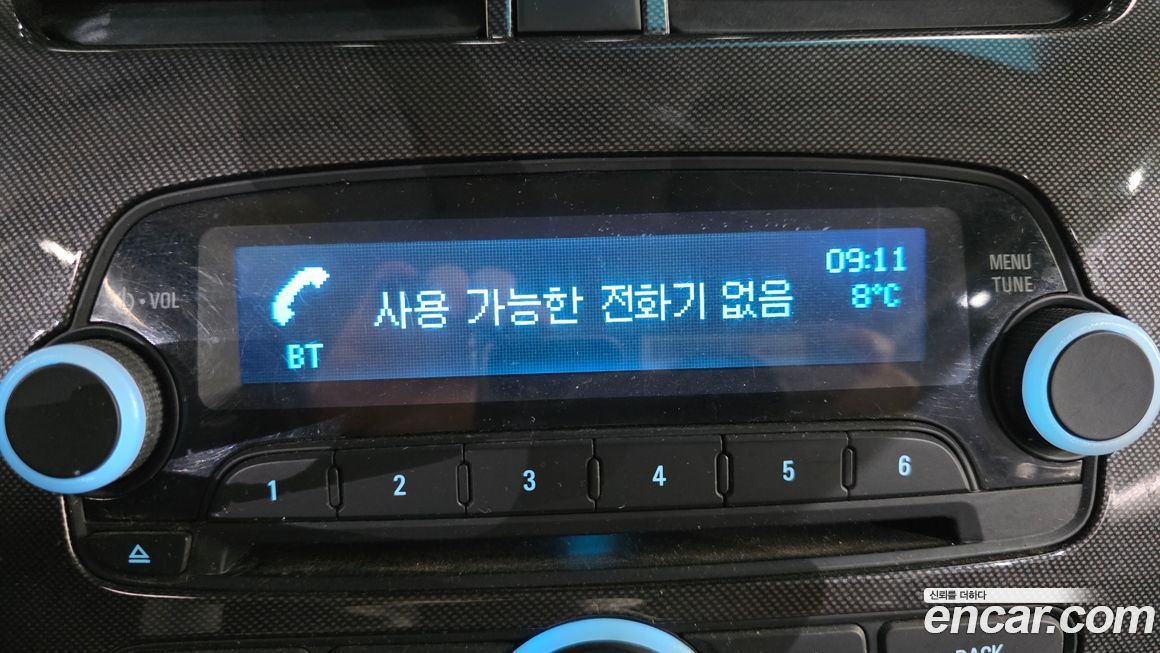 09:11
사용 가능한 전화기 없음
8°C
BT
VOL
MENU
TUNE
1 2 3 4 5 6
신뢰를 더하다
encar.com
BACK